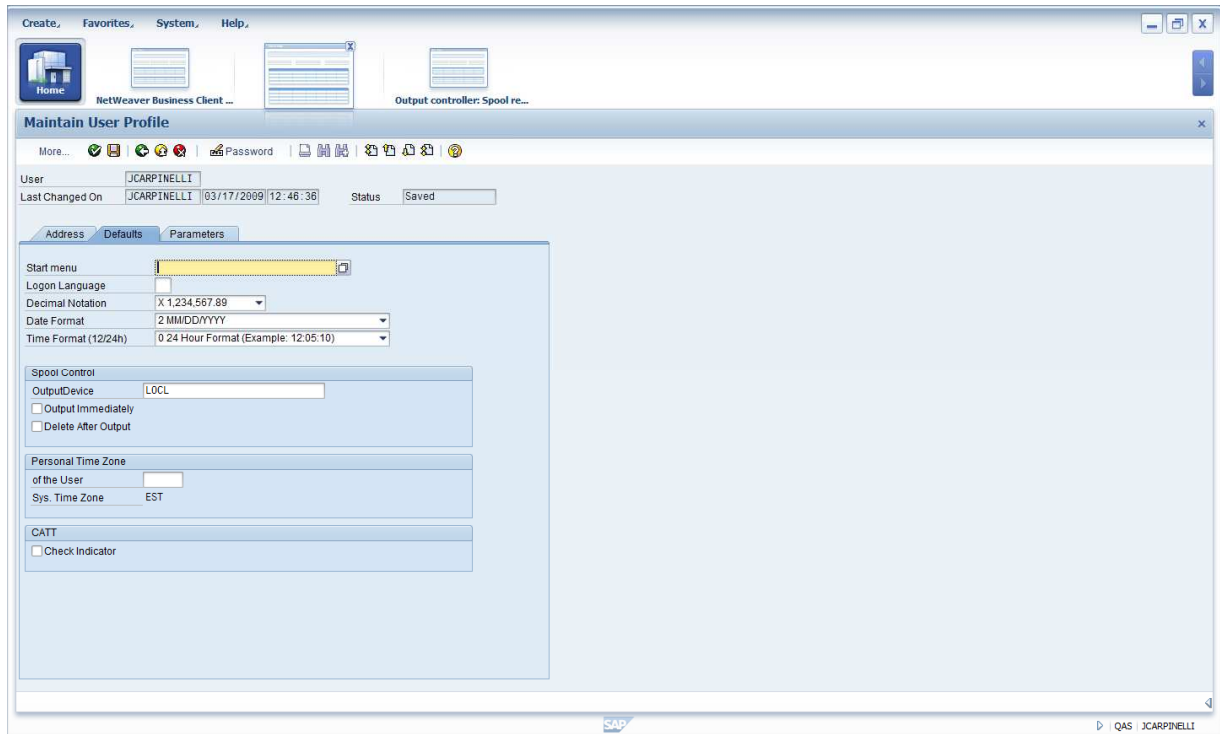 Create, Favorites, System, Help,
Home
NetWeaver Business Client ...
Output controller: Spool re...
Maintain User Profile
More... Password
User JCARPINELLI
Last Changed On JCARPINELLI 03/17/2009 12:46:36 Status Saved
Address Defaults Parameters
Start menu
Logon Language
Decimal Notation X 1,234,567.89
Date Format 2 MM/DD/YYYY
Time Format (12/24h) 0 24 Hour Format (Example: 12:05:10)
Spool Control
OutputDevice LOCL
Output Immediately
Delete After Output
Personal Time Zone
of the User
Sys. Time Zone EST
CATT
Check Indicator
SAP
QAS JCARPINELLI